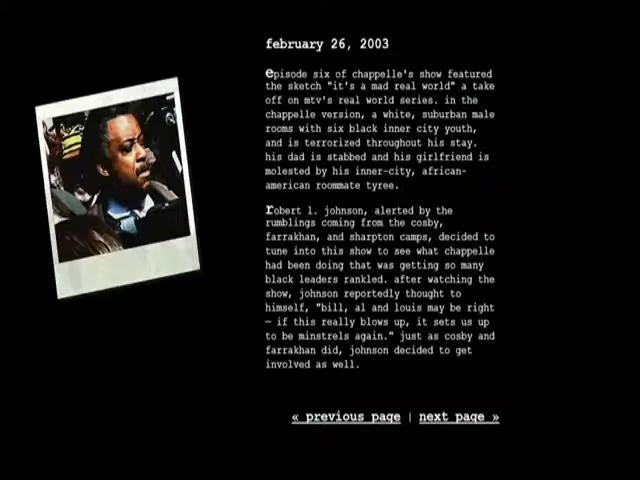 february 26, 2003
episode six of chappelle's show featured
the sketch "it's a mad real world" a take
off on mtv's real world series. in the
chappelle version, a white, suburban male
rooms with six black inner city youth,
and is terrorized throughout his stay.
his dad is stabbed and his girlfriend is
molested by his inner-city, african-
american roommate tyree.
robert l. johnson, alerted by the
rumblings coming from the cosby,
farrakhan, and sharpton camps, decided to
tune into this show to see what chappelle
had been doing that was getting so many
black leaders rankled. after watching the
show, johnson reportedly thought to
himself, "bill, al and louis may be right
— if this really blows up, it sets us up
to be minstrels again." just as cosby and
farrakhan did, johnson decided to get
involved as well.
« previous page | next page »